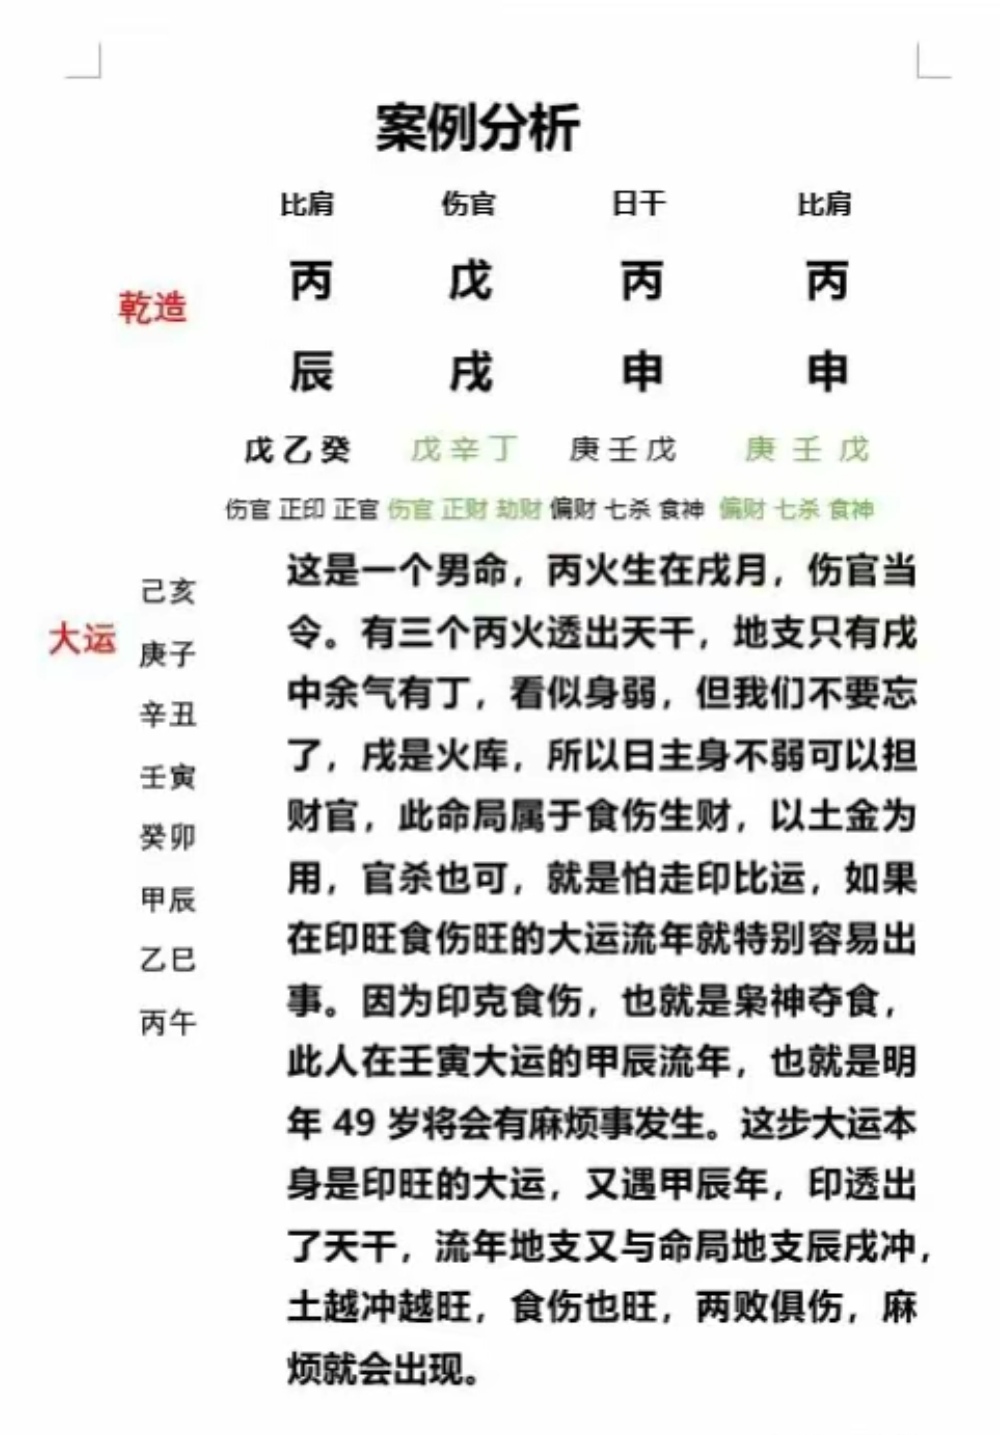 案例分析
比肩 伤官 日干 比肩
丙 戊 丙 丙
乾造
辰 戌 申 申
戊乙癸 戊辛丁 庚壬戊 庚 壬 戊
伤官 正印 正官 伤官 正财 劫财 偏财 七杀 食神 偏财 七杀 食神
大运
己亥
庚子
辛丑
壬寅
癸卯
甲辰
乙巳
丙午
这是一个男命，丙火生在戌月，伤官当
令。有三个丙火透出天干，地支只有戌
中余气有丁，看似身弱，但我们不要忘
了，戌是火库，所以日主身不弱可以担
财官，此命局属于食伤生财，以土金为
用，官杀也可，就是怕走印比运，如果
在印旺食伤旺的大运流年就特别容易出
事。因为印克食伤，也就是枭神夺食，
此人在壬寅大运的甲辰流年，也就是明
年 49 岁将会有麻烦事发生。这步大运本
身是印旺的大运，又遇甲辰年，印透出
了天干，流年地支又与命局地支辰戌冲，
土越冲越旺，食伤也旺，两败俱伤，麻
烦就会出现。